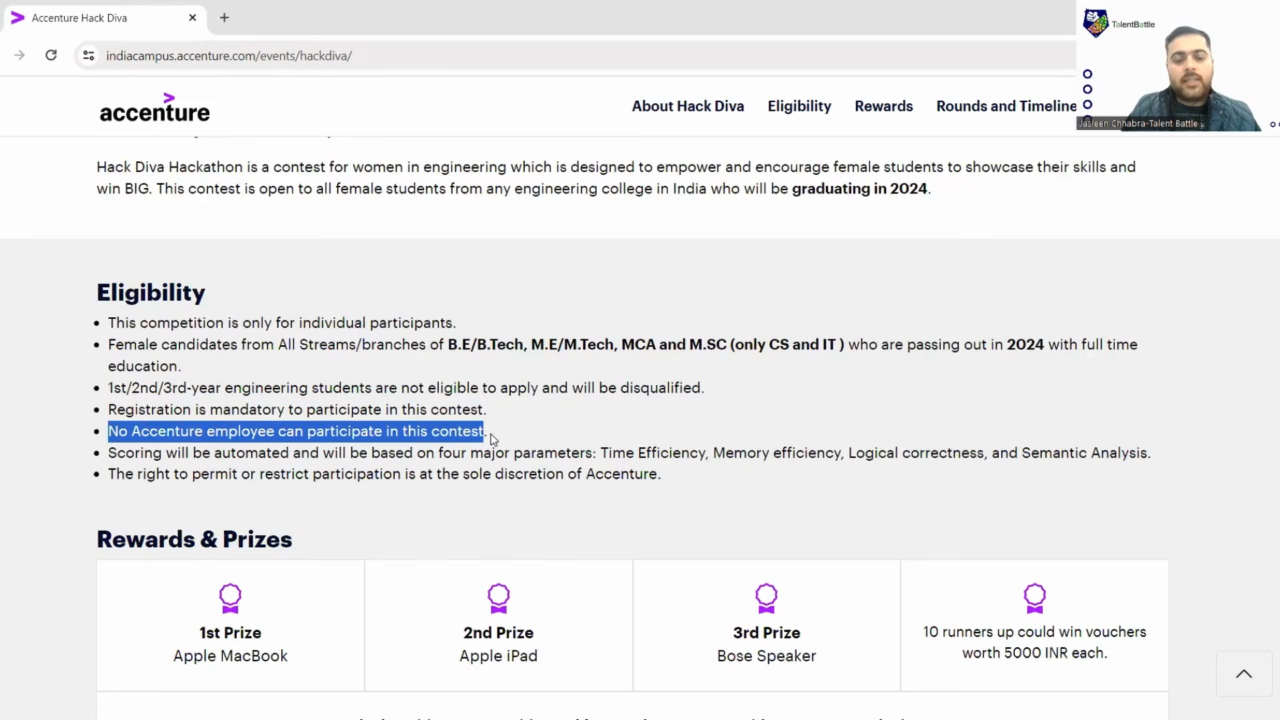 Accenture Hack Diva
indiacampus.accenture.com/events/hackdiva/
TalentBattle
Jasleen Chhabra-Talent Battle
accenture
About Hack Diva
Eligibility
Rewards
Rounds and Timeline
Hack Diva Hackathon is a contest for women in engineering which is designed to empower and encourage female students to showcase their skills and
win BIG. This contest is open to all female students from any engineering college in India who will be graduating in 2024.
Eligibility
• This competition is only for individual participants.
• Female candidates from All Streams/branches of B.E/B.Tech, M.E/M.Tech, MCA and M.SC (only CS and IT ) who are passing out in 2024 with full time
education.
• 1st/2nd/3rd-year engineering students are not eligible to apply and will be disqualified.
• Registration is mandatory to participate in this contest.
• No Accenture employee can participate in this contest.
• Scoring will be automated and will be based on four major parameters: Time Efficiency, Memory efficiency, Logical correctness, and Semantic Analysis.
• The right to permit or restrict participation is at the sole discretion of Accenture.
Rewards & Prizes
1st Prize
Apple MacBook
2nd Prize
Apple iPad
3rd Prize
Bose Speaker
10 runners up could win vouchers
worth 5000 INR each.